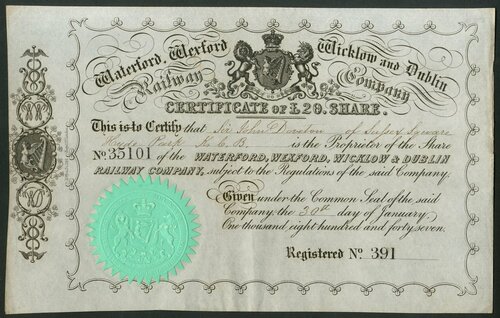 Waterford, Wexford Wicklow and Dublin
Railway Company
CERTIFICATE OF £20. SHARE.
This is to Certify that Sir John Doveton of Sussex Square
Hyde Park K.C.B. is the Proprietor of the Share
No. 35101 of the WATERFORD, WEXFORD, WICKLOW & DUBLIN
RAILWAY COMPANY, subject to the Regulations of the said Company.
Given under the Common Seal of the said
Company, the 30th day of January,
One thousand eight hundred and forty seven.
Registered No. 391